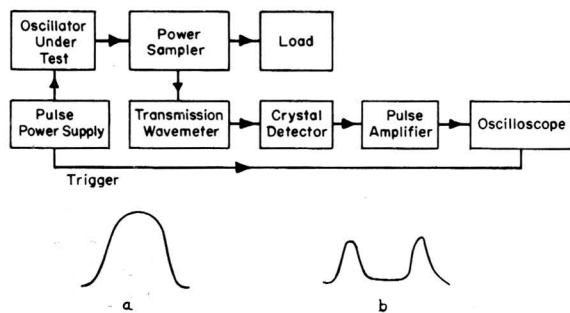 Oscillator
Under
Test
Power
Sampler
Load
Pulse
Power Supply
Transmission
Wavemeter
Crystal
Detector
Pulse
Amplifier
Oscilloscope
Trigger
a
b